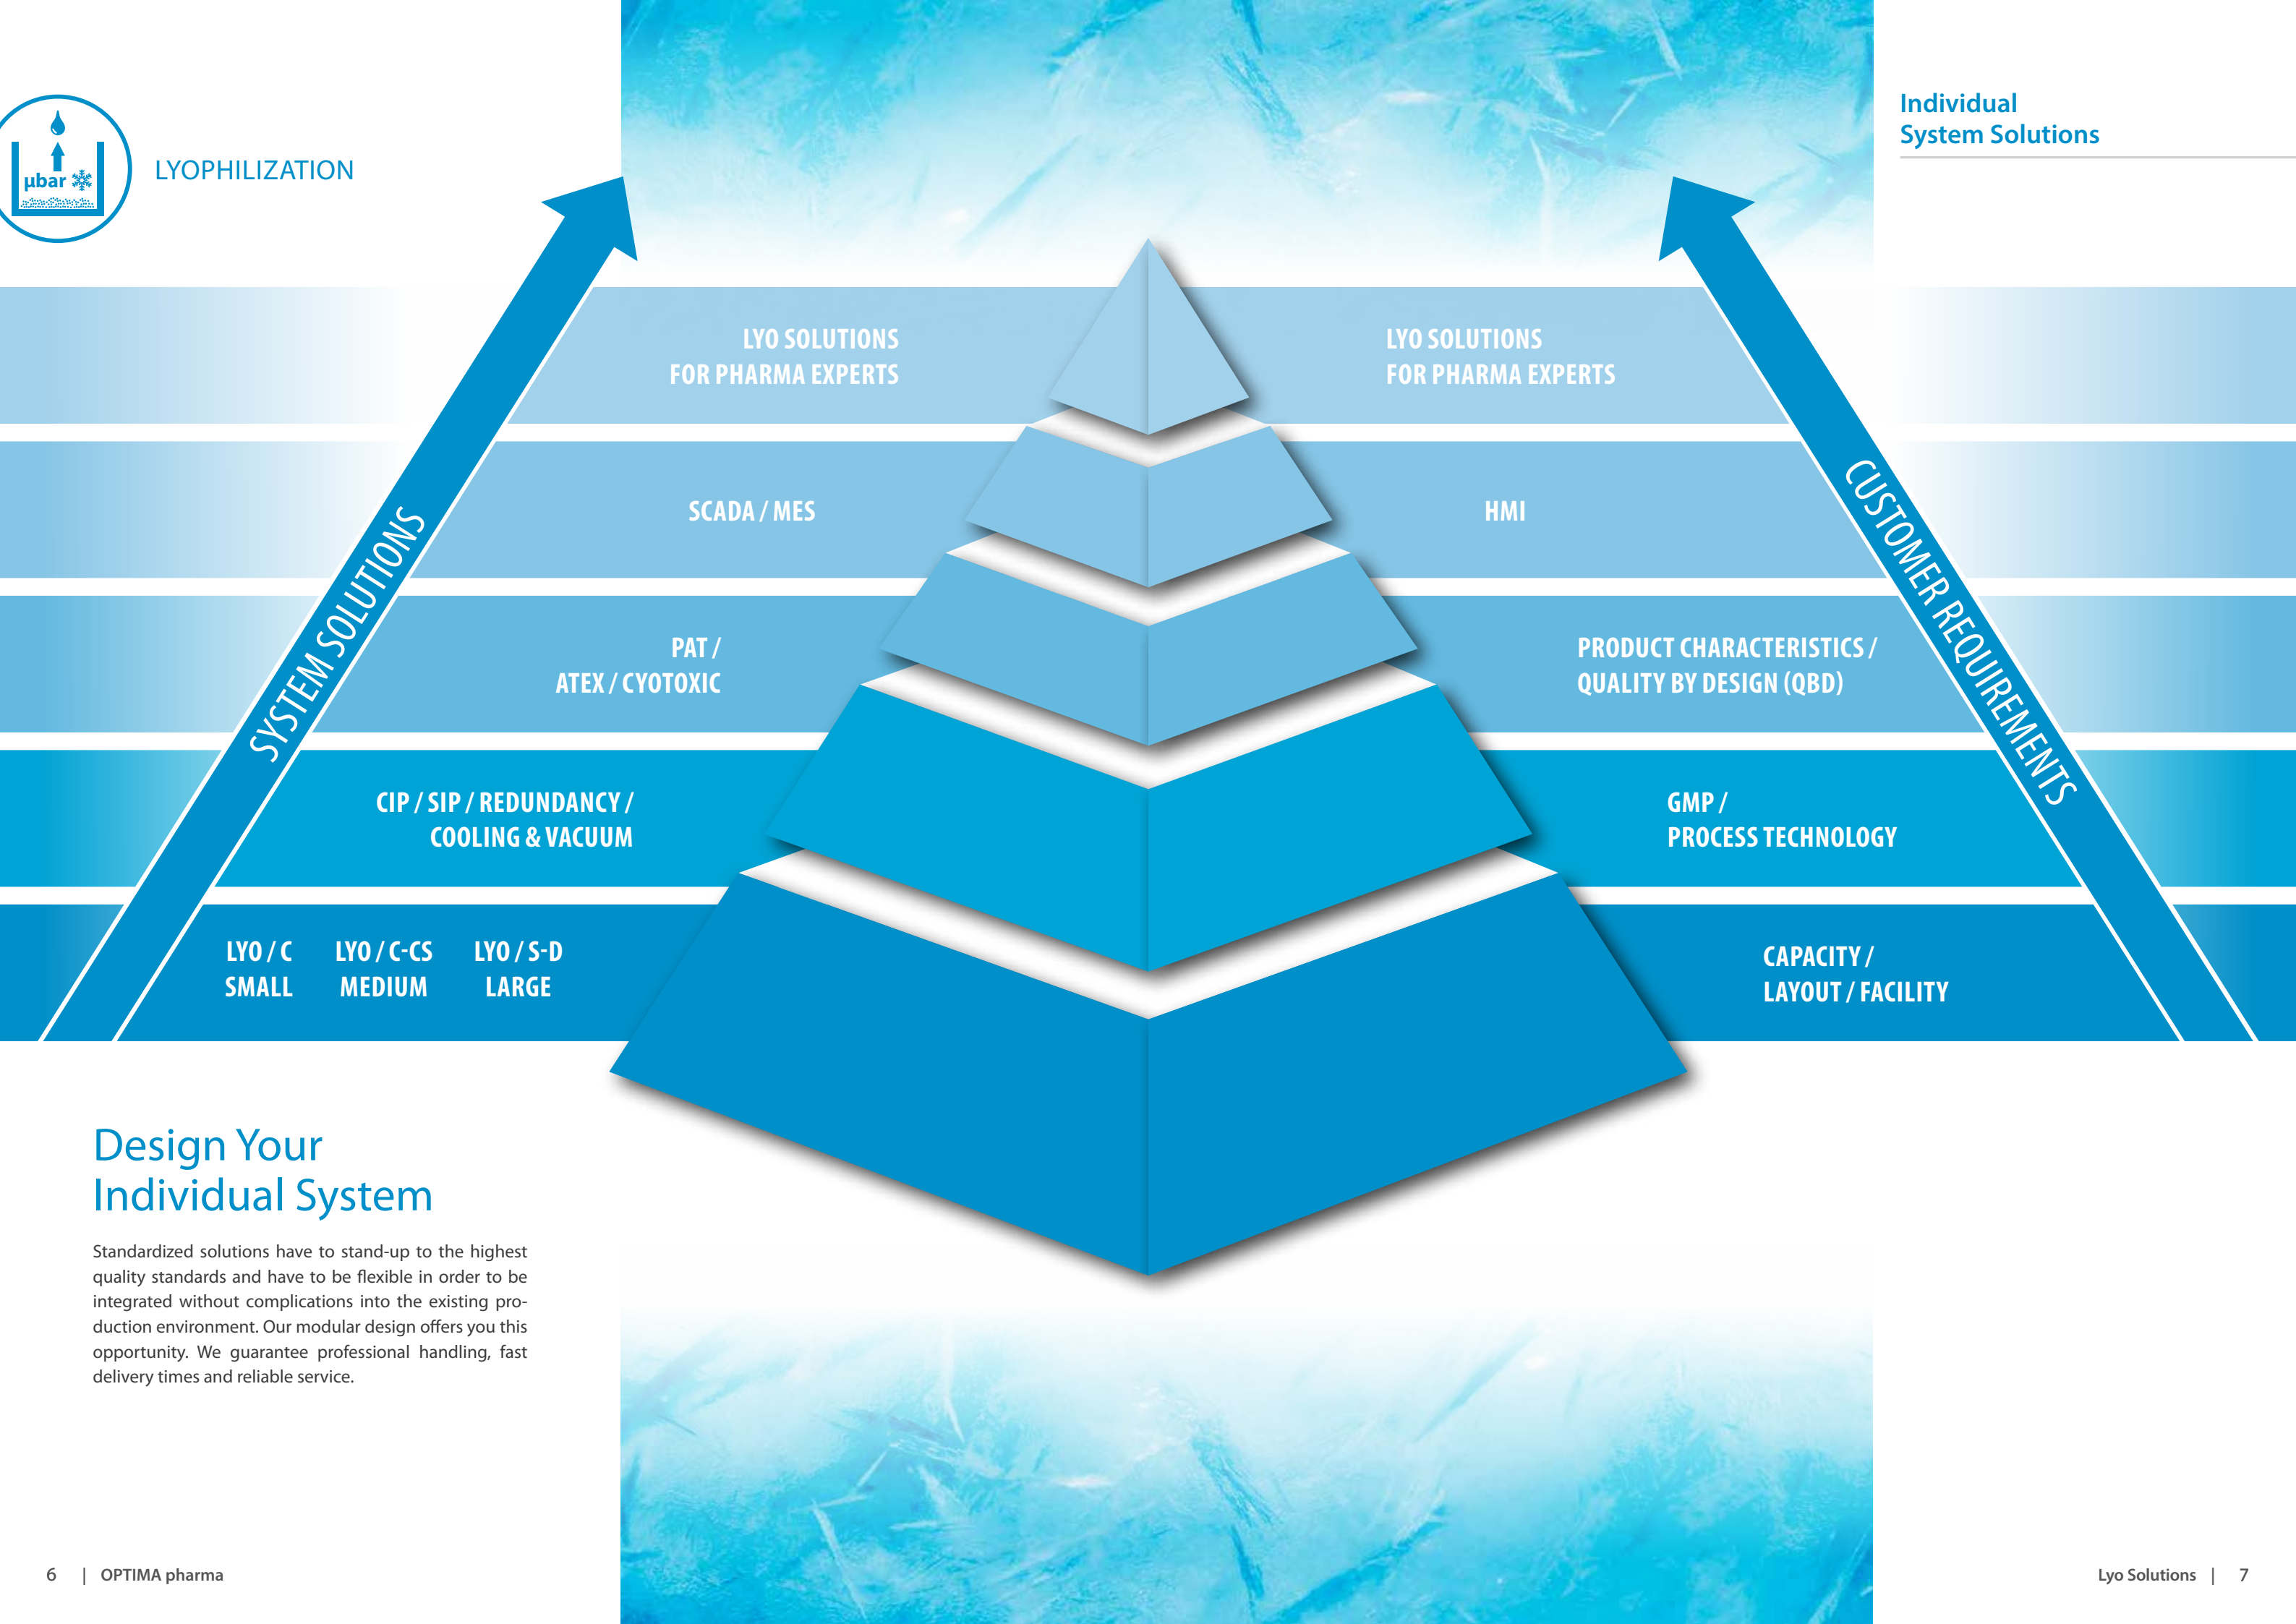 µbar
LYOPHILIZATION
Individual
System Solutions
SYSTEM SOLUTIONS
CUSTOMER REQUIREMENTS
LYO SOLUTIONS
FOR PHARMA EXPERTS
LYO SOLUTIONS
FOR PHARMA EXPERTS
SCADA / MES
HMI
PAT /
ATEX / CYOTOXIC
PRODUCT CHARACTERISTICS /
QUALITY BY DESIGN (QBD)
CIP / SIP / REDUNDANCY /
COOLING & VACUUM
GMP /
PROCESS TECHNOLOGY
LYO / C
SMALL
LYO / C-CS
MEDIUM
LYO / S-D
LARGE
CAPACITY /
LAYOUT / FACILITY
Design Your
Individual System
Standardized solutions have to stand-up to the highest
quality standards and have to be flexible in order to be
integrated without complications into the existing pro-
duction environment. Our modular design offers you this
opportunity. We guarantee professional handling, fast
delivery times and reliable service.
6 | OPTIMA pharma
Lyo Solutions | 7